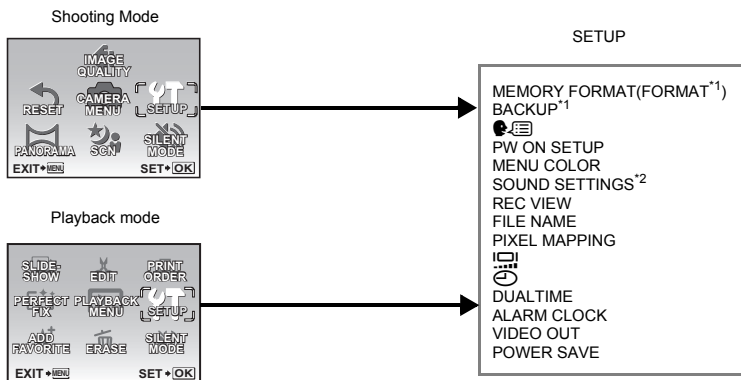 Shooting Mode
IMAGE QUALITY
RESET
CAMERA MENU
SETUP
PANORAMA
SCN
SILENT MODE
EXIT MENU
SET OK
Playback mode
SLIDE-SHOW
EDIT
PRINT ORDER
PERFECT FIX
PLAYBACK MENU
SETUP
ADD FAVORITE
ERASE
SILENT MODE
EXIT MENU
SET OK
SETUP
MEMORY FORMAT(FORMAT*1)
BACKUP*1
PW ON SETUP
MENU COLOR
SOUND SETTINGS*2
REC VIEW
FILE NAME
PIXEL MAPPING
DUALTIME
ALARM CLOCK
VIDEO OUT
POWER SAVE